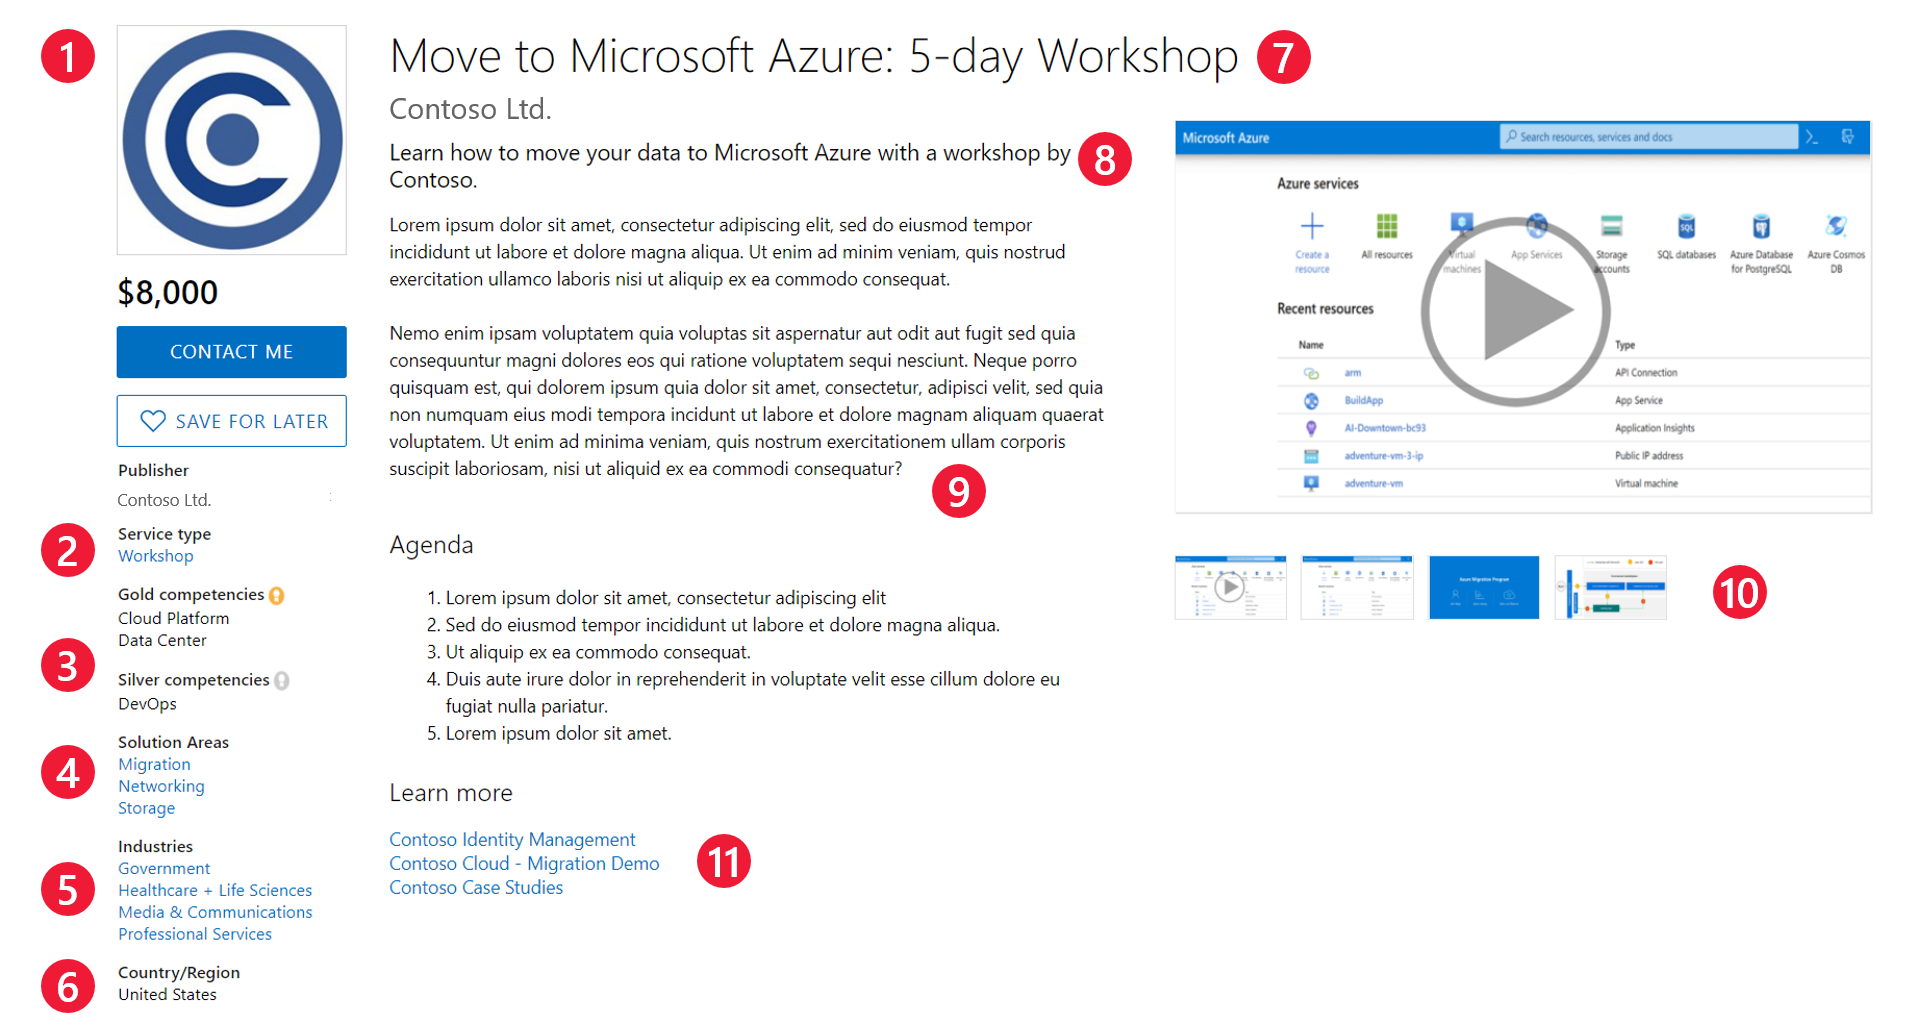 1
$8,000
CONTACT ME
SAVE FOR LATER
Publisher
Contoso Ltd.
2
Service type
Workshop
Gold competencies
Cloud Platform
Data Center
3
Silver competencies
DevOps
4
Solution Areas
Migration
Networking
Storage
5
Industries
Government
Healthcare + Life Sciences
Media & Communications
Professional Services
6
Country/Region
United States
Move to Microsoft Azure: 5-day Workshop
7
Contoso Ltd.
Learn how to move your data to Microsoft Azure with a workshop by
Contoso.
8
Lorem ipsum dolor sit amet, consectetur adipiscing elit, sed do eiusmod tempor
incididunt ut labore et dolore magna aliqua. Ut enim ad minim veniam, quis nostrud
exercitation ullamco laboris nisi ut aliquip ex ea commodo consequat.
Nemo enim ipsam voluptatem quia voluptas sit aspernatur aut odit aut fugit sed quia
consequuntur magni dolores eos qui ratione voluptatem sequi nesciunt. Neque porro
quisquam est, qui dolorem ipsum quia dolor sit amet, consectetur, adipisci velit, sed quia
non numquam eius modi tempora incidunt ut labore et dolore magnam aliquam quaerat
voluptatem. Ut enim ad minima veniam, quis nostrum exercitationem ullam corporis
suscipit laboriosam, nisi ut aliquid ex ea commodi consequatur?
9
Agenda
1. Lorem ipsum dolor sit amet, consectetur adipiscing elit
2. Sed do eiusmod tempor incididunt ut labore et dolore magna aliqua.
3. Ut aliquip ex ea commodo consequat.
4. Duis aute irure dolor in reprehenderit in voluptate velit esse cillum dolore eu
fugiat nulla pariatur.
5. Lorem ipsum dolor sit amet.
Learn more
Contoso Identity Management
Contoso Cloud - Migration Demo
Contoso Case Studies
11
Microsoft Azure
Search resources, services and docs
Azure services
Create a
resource
All resources
Virtual
machines
App Services
Storage
accounts
SQL
SQL databases
Azure Database
for PostgreSQL
Azure Cosmos
DB
Recent resources
Name Type
arm API Connection
BuildApp App Service
AI-Downtown-bc93 Application Insights
adventure-vm-3-ip Public IP address
adventure-vm Virtual machine
Azure Migration Program
10